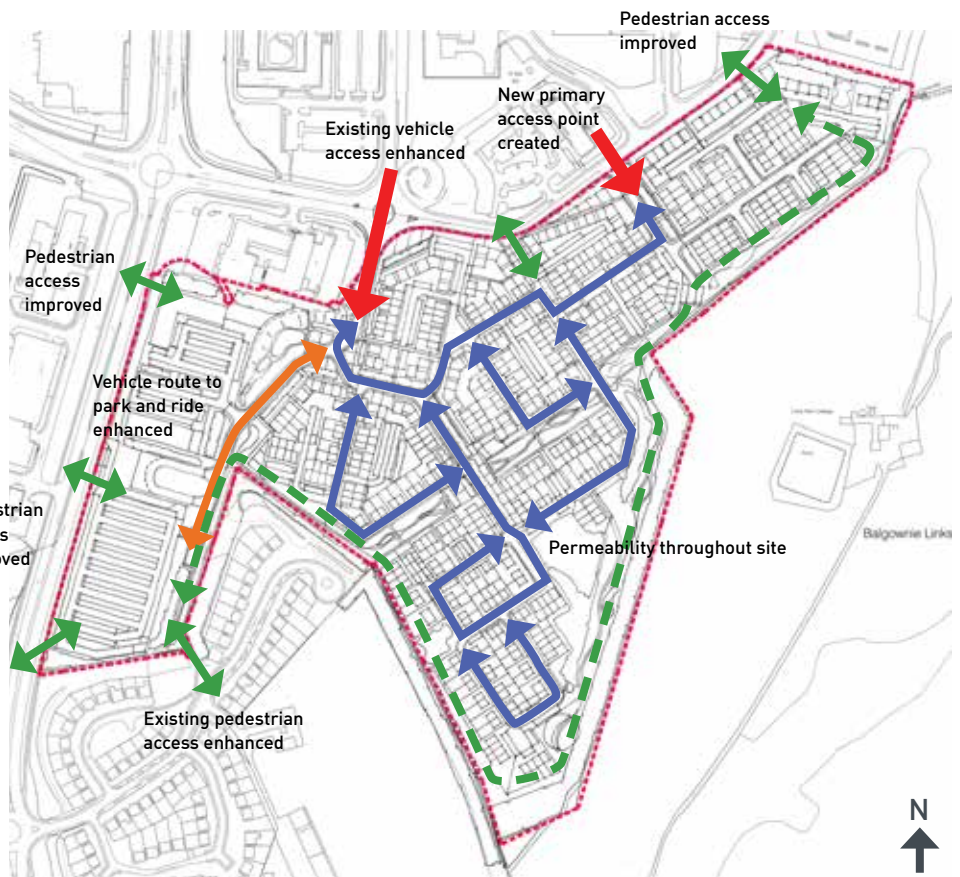 Pedestrian access
improved
New primary
access point
created
Existing vehicle
access enhanced
Pedestrian
access
improved
Vehicle route to
park and ride
enhanced
Balgownie Links
Permeability throughout site
Existing pedestrian
access enhanced
N